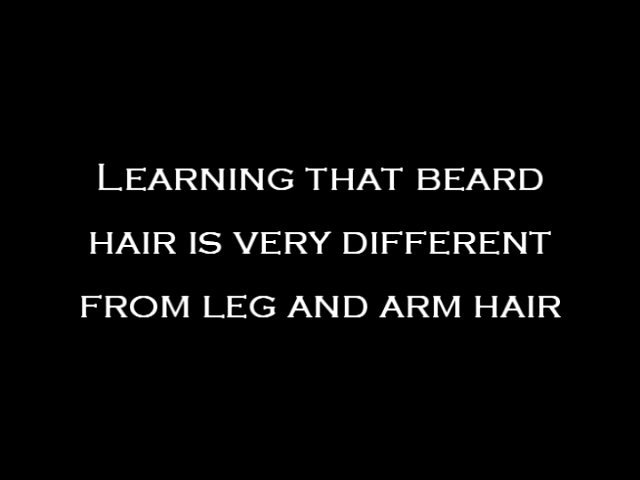 Learning that beard
hair is very different
from leg and arm hair